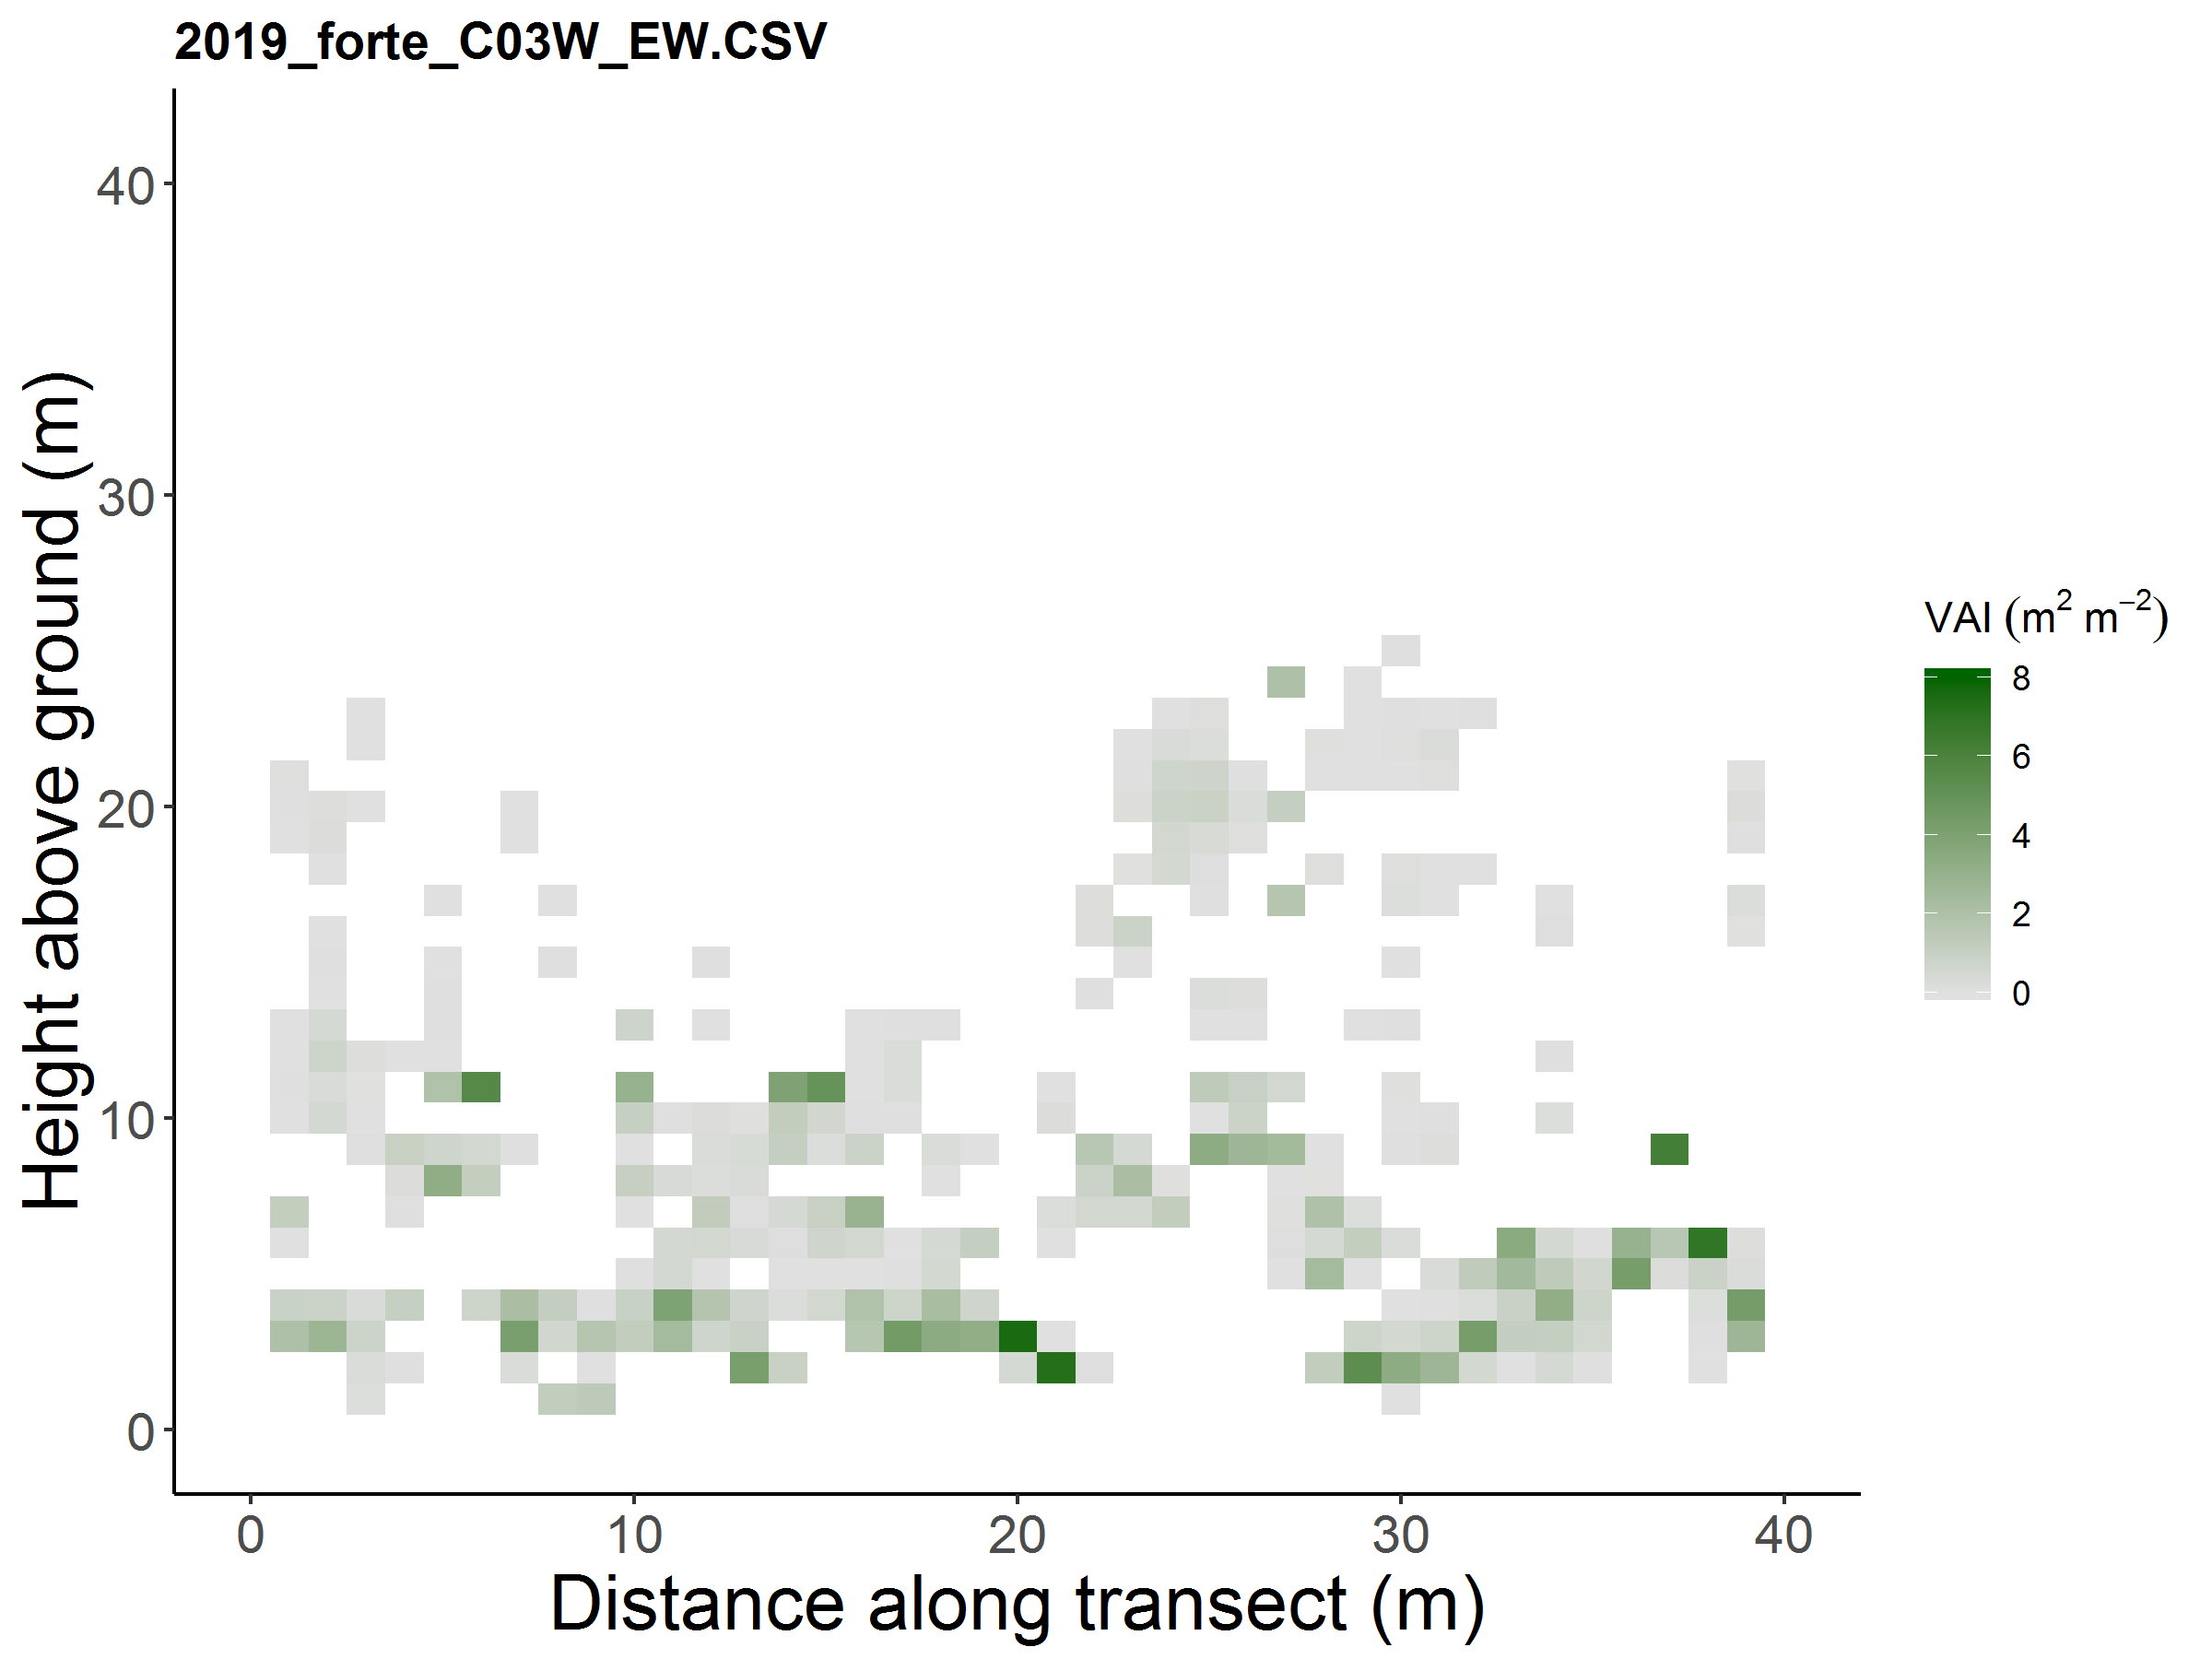 2019_forte_C03W_EW.CSV
40
30
20
10
0
Height above ground (m)
0 10 20 30 40
Distance along transect (m)
VAI (m² m⁻²)
8
6
4
2
0